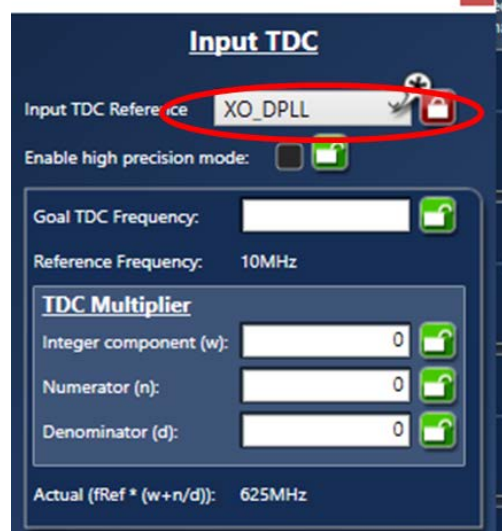 Input TDC
Input TDC Reference XO_DPLL
Enable high precision mode:
Goal TDC Frequency:
Reference Frequency: 10MHz
TDC Multiplier
Integer component (w): 0
Numerator (n): 0
Denominator (d): 0
Actual (fRef * (w+n/d)): 625MHz